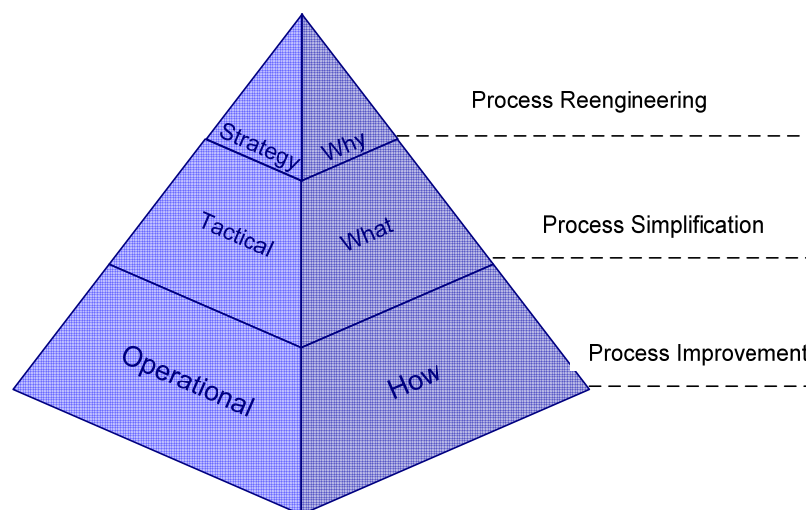 Process Reengineering
Strategy
Why
Process Simplification
Tactical
What
Process Improvement
Operational
How